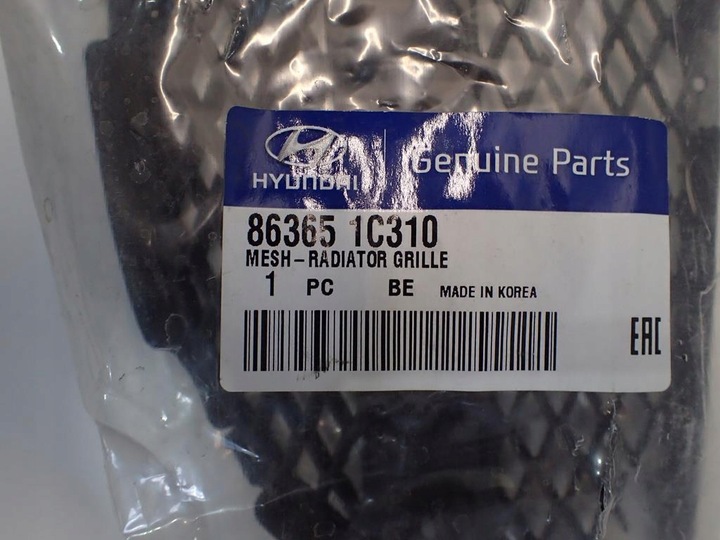 HYUNDAI
Genuine Parts
86365 1C310
MESH-RADIATOR GRILLE
1 PC BE MADE IN KOREA
EAC